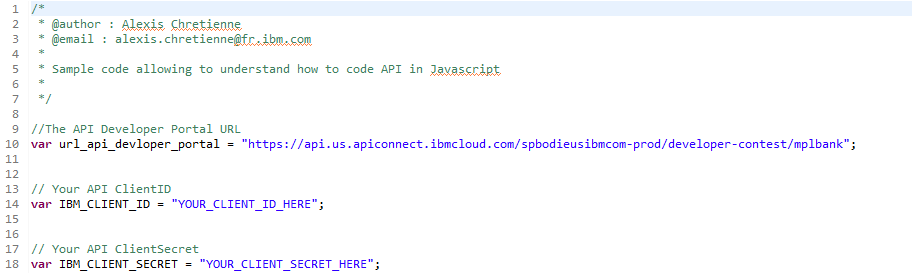 1 /*
2 * @author : Alexis Chretienne
3 * @email : alexis.chretienne@fr.ibm.com
4 *
5 * Sample code allowing to understand how to code API in Javascript
6 *
7 */
8
9 //The API Developer Portal URL
10 var url_api_devloper_portal = "https://api.us.apiconnect.ibmcloud.com/spbodieusibmcom-prod/developer-contest/mplbank";
11
12
13 // Your API ClientID
14 var IBM_CLIENT_ID = "YOUR_CLIENT_ID_HERE";
15
16
17 // Your API ClientSecret
18 var IBM_CLIENT_SECRET = "YOUR_CLIENT_SECRET_HERE";